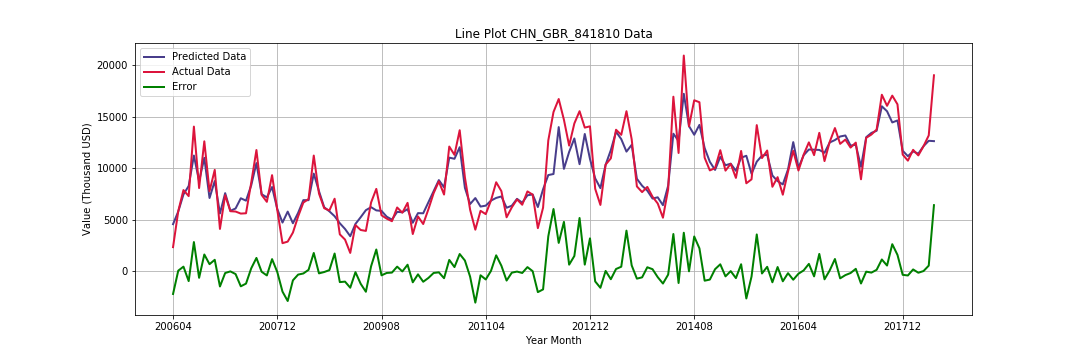 Line Plot CHN_GBR_841810 Data
Predicted Data
Actual Data
Error
Value (Thousand USD)
20000
15000
10000
5000
0
200604
200712
200908
201104
201212
201408
201604
201712
Year Month